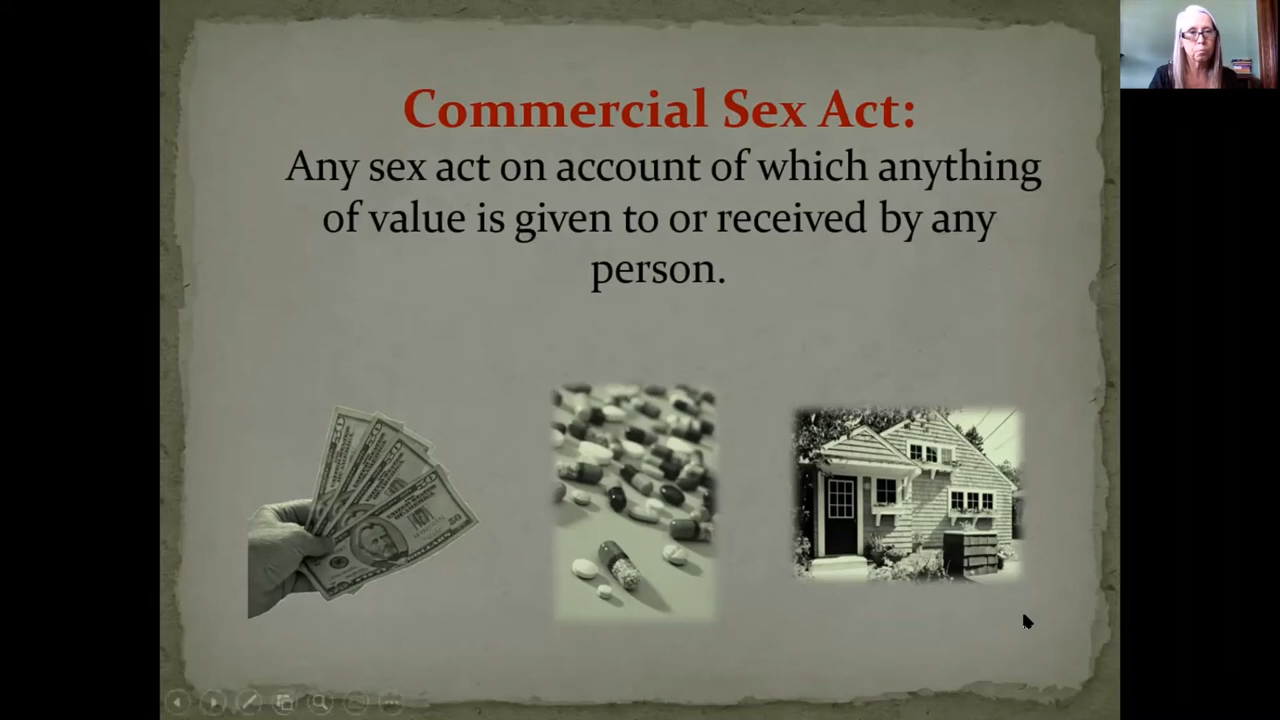 Commercial Sex Act:
Any sex act on account of which anything
of value is given to or received by any
person.
50